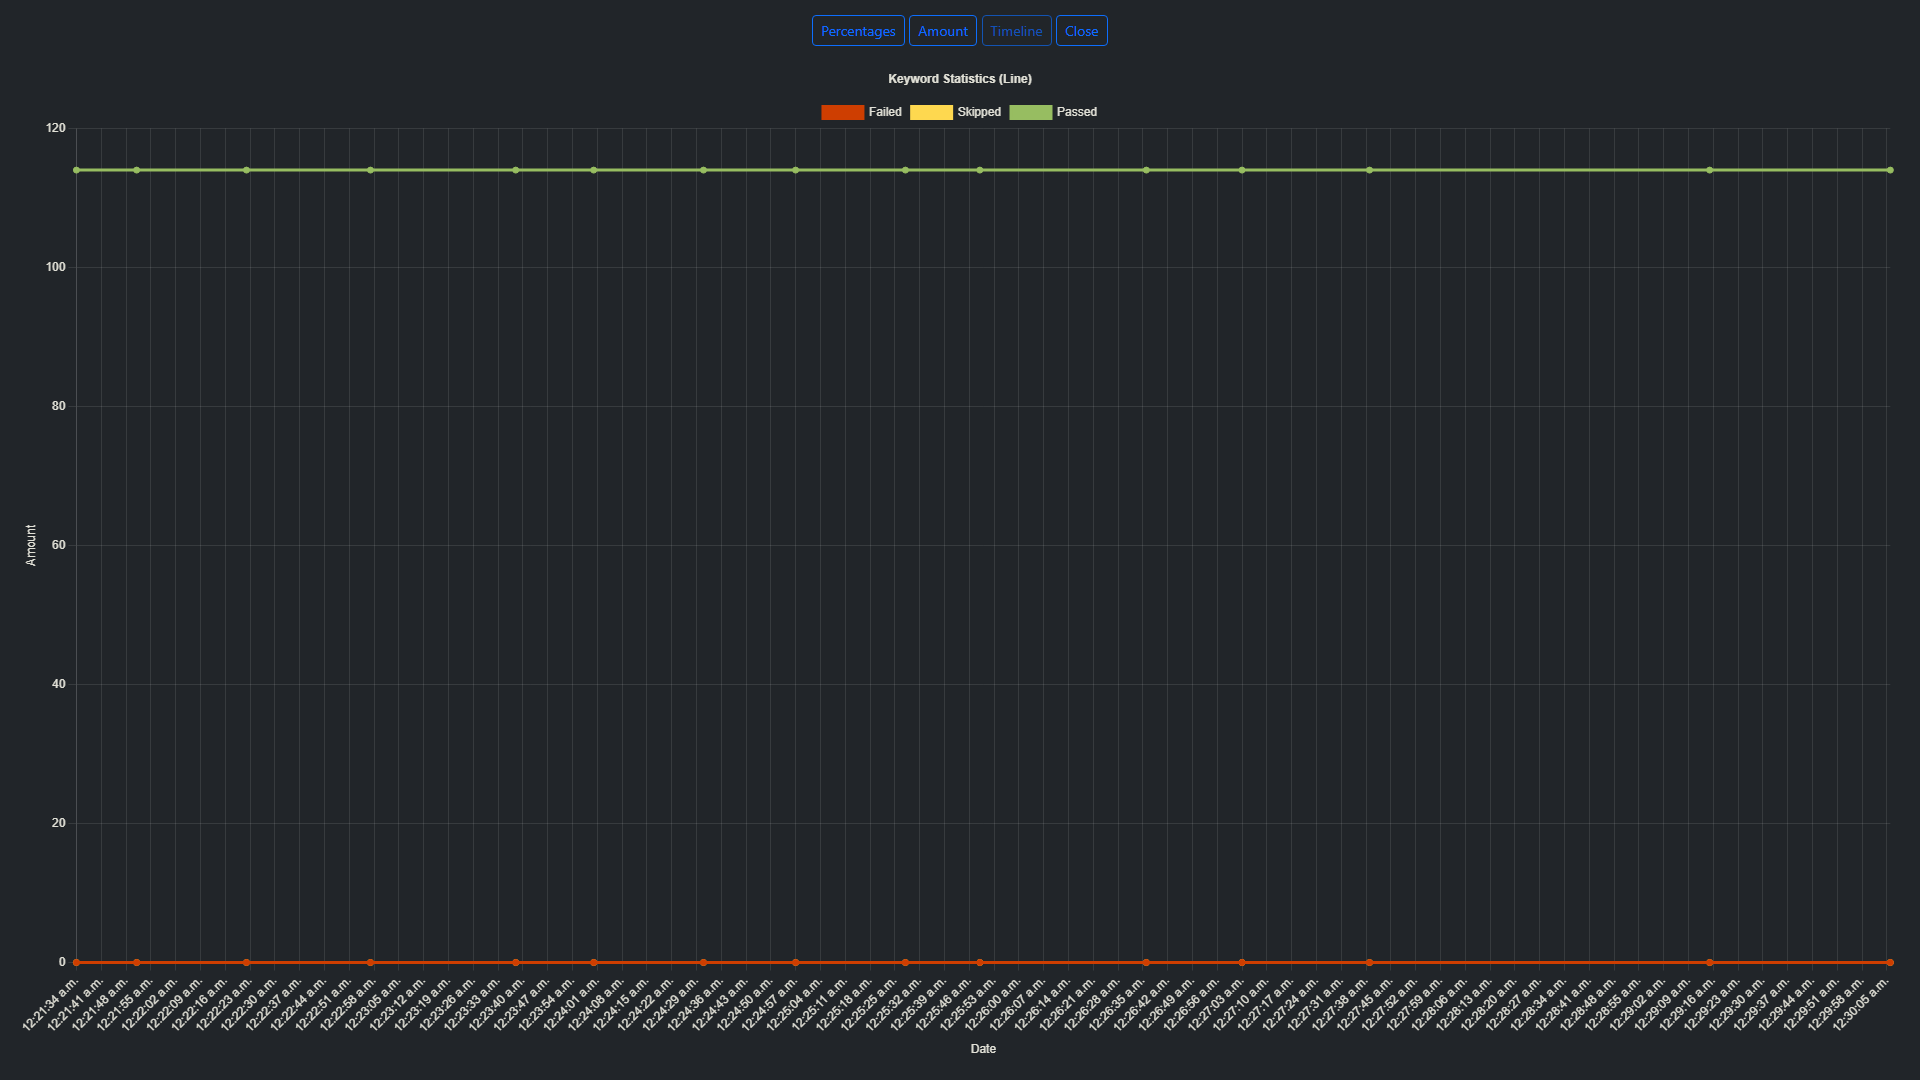 Percentages Amount Timeline Close
Keyword Statistics (Line)
Failed Skipped Passed
120
100
80
60
40
20
0
Amount
12:21:34 a.m. 12:21:41 a.m. 12:21:48 a.m. 12:21:55 a.m. 12:22:02 a.m. 12:22:09 a.m. 12:22:16 a.m. 12:22:23 a.m. 12:22:30 a.m. 12:22:37 a.m. 12:22:44 a.m. 12:22:51 a.m. 12:22:58 a.m. 12:23:05 a.m. 12:23:12 a.m. 12:23:19 a.m. 12:23:26 a.m. 12:23:33 a.m. 12:23:40 a.m. 12:23:47 a.m. 12:23:54 a.m. 12:24:01 a.m. 12:24:08 a.m. 12:24:15 a.m. 12:24:22 a.m. 12:24:29 a.m. 12:24:36 a.m. 12:24:43 a.m. 12:24:50 a.m. 12:24:57 a.m. 12:25:04 a.m. 12:25:11 a.m. 12:25:18 a.m. 12:25:25 a.m. 12:25:32 a.m. 12:25:39 a.m. 12:25:46 a.m. 12:25:53 a.m. 12:26:00 a.m. 12:26:07 a.m. 12:26:14 a.m. 12:26:21 a.m. 12:26:28 a.m. 12:26:35 a.m. 12:26:42 a.m. 12:26:49 a.m. 12:26:56 a.m. 12:27:03 a.m. 12:27:10 a.m. 12:27:17 a.m. 12:27:24 a.m. 12:27:31 a.m. 12:27:38 a.m. 12:27:45 a.m. 12:27:52 a.m. 12:27:59 a.m. 12:28:06 a.m. 12:28:13 a.m. 12:28:20 a.m. 12:28:27 a.m. 12:28:34 a.m. 12:28:41 a.m. 12:28:48 a.m. 12:28:55 a.m. 12:29:02 a.m. 12:29:09 a.m. 12:29:16 a.m. 12:29:23 a.m. 12:29:30 a.m. 12:29:37 a.m. 12:29:44 a.m. 12:29:51 a.m. 12:29:58 a.m. 12:30:05 a.m.
Date